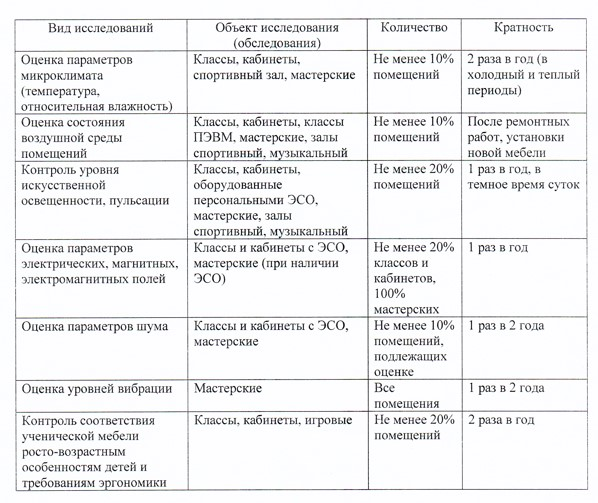 Вид исследований
Объект исследования
(обследования)
Количество
Кратность
Оценка параметров
микроклимата
(температура,
относительная влажность)
Классы, кабинеты,
спортивный зал, мастерские
Не менее 10%
помещений
2 раза в год (в
холодный и теплый
периоды)
Оценка состояния
воздушной среды
помещений
Классы, кабинеты, классы
ПЭВМ, мастерские, залы
спортивный, музыкальный
Не менее 10%
помещений
После ремонтных
работ, установки
новой мебели
Контроль уровня
искусственной
освещенности, пульсации
Классы, кабинеты,
оборудованные
персональными ЭСО,
мастерские, залы
спортивный, музыкальный
Не менее 20%
помещений
1 раз в год, в
темное время суток
Оценка параметров
электрических, магнитных,
электромагнитных полей
Классы и кабинеты с ЭСО,
мастерские (при наличии
ЭСО)
Не менее 20%
классов и
кабинетов,
100%
мастерских
1 раз в год
Оценка параметров шума
Классы и кабинеты с ЭСО,
мастерские
Не менее 10%
помещений,
подлежащих
оценке
1 раз в 2 года
Оценка уровней вибрации
Мастерские
Все
помещения
1 раз в 2 года
Контроль соответствия
ученической мебели
росто-возрастным
особенностям детей и
требованиям эргономики
Классы, кабинеты, игровые
Не менее 20%
помещений
2 раза в год